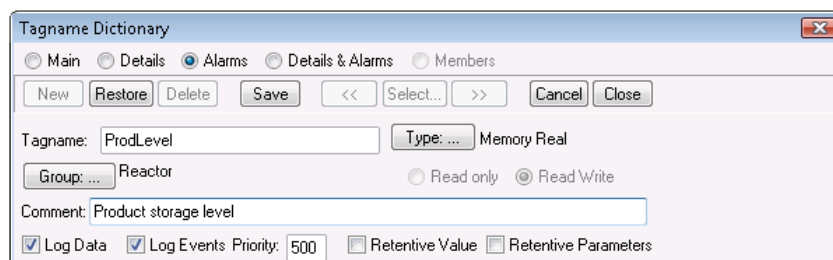 Tagname Dictionary
Main Details Alarms Details & Alarms Members
New Restore Delete Save << Select... >> Cancel Close
Tagname: ProdLevel Type: ... Memory Real
Group: ... Reactor Read only Read Write
Comment: Product storage level
Log Data Log Events Priority: 500 Retentive Value Retentive Parameters